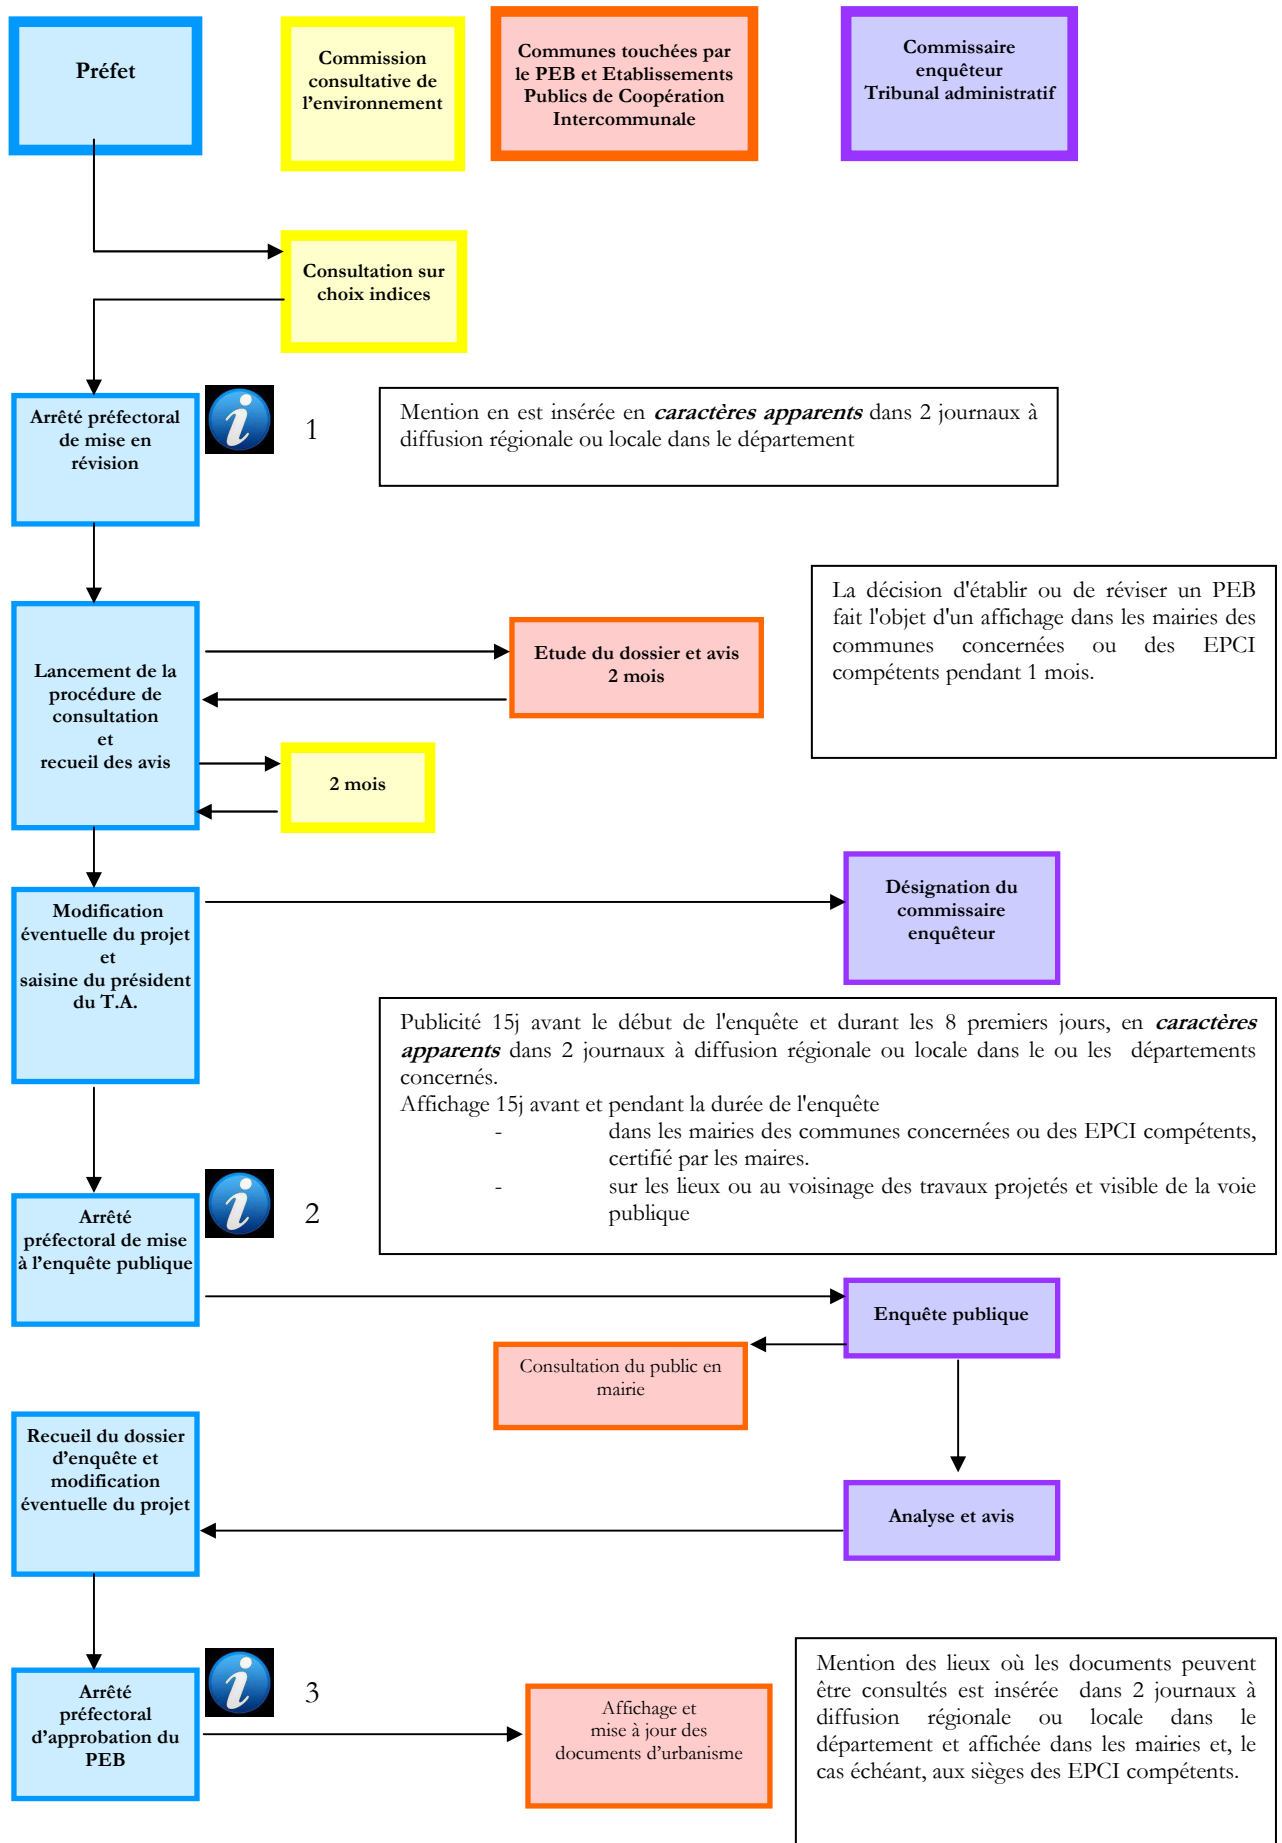 Préfet
Commission
consultative de
l'environnement
Communes touchées par
le PEB et Etablissements
Publics de Coopération
Intercommunale
Commissaire
enquêteur
Tribunal administratif
Consultation sur
choix indices
Arrêté préfectoral
de mise en
révision
i
1
Mention en est insérée en caractères apparents dans 2 journaux à
diffusion régionale ou locale dans le département
La décision d'établir ou de réviser un PEB
fait l'objet d'un affichage dans les mairies des
communes concernées ou des EPCI
compétents pendant 1 mois.
Lancement de la
procédure de
consultation
et
recueil des avis
Etude du dossier et avis
2 mois
2 mois
Modification
éventuelle du projet
et
saisine du président
du T.A.
Désignation du
commissaire
enquêteur
Publicité 15j avant le début de l'enquête et durant les 8 premiers jours, en caractères
apparents dans 2 journaux à diffusion régionale ou locale dans le ou les départements
concernés.
Affichage 15j avant et pendant la durée de l'enquête
- dans les mairies des communes concernées ou des EPCI compétents,
certifié par les maires.
- sur les lieux ou au voisinage des travaux projetés et visible de la voie
publique
Arrêté
préfectoral de mise
à l'enquête publique
i
2
Enquête publique
Consultation du public en
mairie
Recueil du dossier
d'enquête et
modification
éventuelle du projet
Analyse et avis
Arrêté
préfectoral
d'approbation du
PEB
i
3
Affichage et
mise à jour des
documents d'urbanisme
Mention des lieux où les documents peuvent
être consultés est insérée dans 2 journaux à
diffusion régionale ou locale dans le
département et affichée dans les mairies et, le
cas échéant, aux sièges des EPCI compétents.